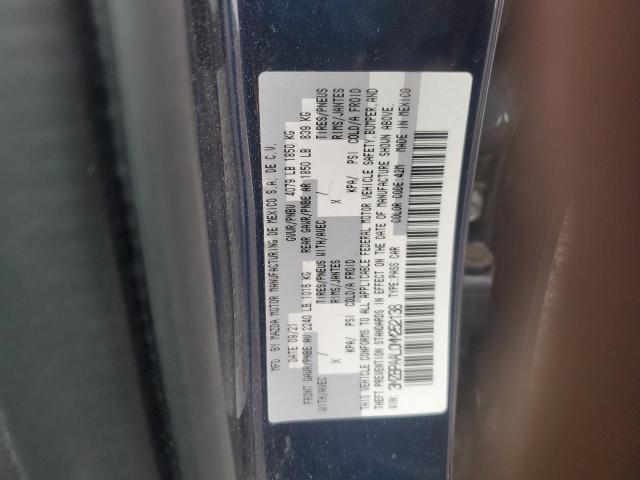 MFD. BY MAZDA MOTOR MANUFACTURING DE MEXICO S.A. DE C.V.
DATE 09/21 GVWR/PNBV 4079 LB 1850 KG
FRONT GAWR/PNBE AV 2240 LB 1016 KG REAR GAWR/PNBE AR 1850 LB 839 KG
WITH/AVEC / TIRES/PNEUS WITH/AVEC / TIRES/PNEUS
X RIMS/JANTES X RIMS/JANTES
KPA/ PSI COLD/A FROID KPA/ PSI COLD/A FROID
THIS VEHICLE CONFORMS TO ALL APPLICABLE FEDERAL MOTOR VEHICLE SAFETY, BUMPER, AND
THEFT PREVENTION STANDARDS IN EFFECT ON THE DATE OF MANUFACTURE SHOWN ABOVE.
VIN: TYPE:PASS CAR COLOR CODE:42M MADE IN MEXICO